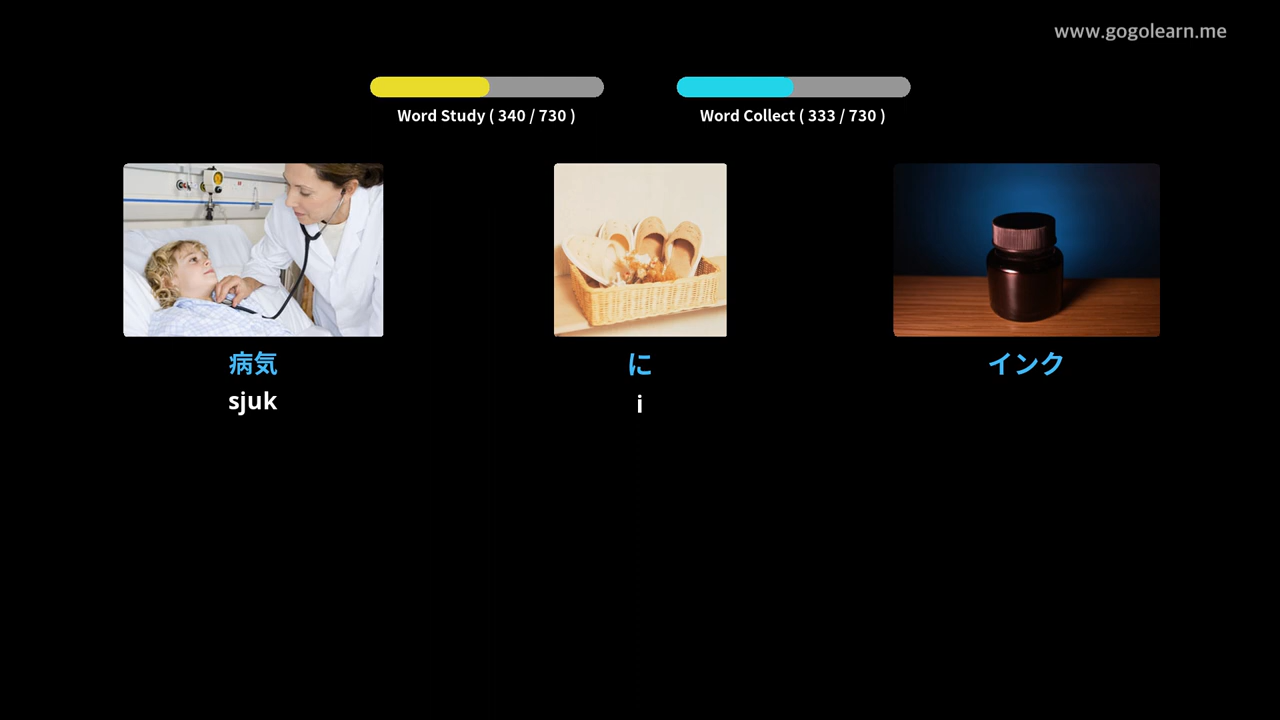 www.gogolearn.me
Word Study ( 340 / 730 )
Word Collect ( 333 / 730 )
病気
に
インク
sjuk
i